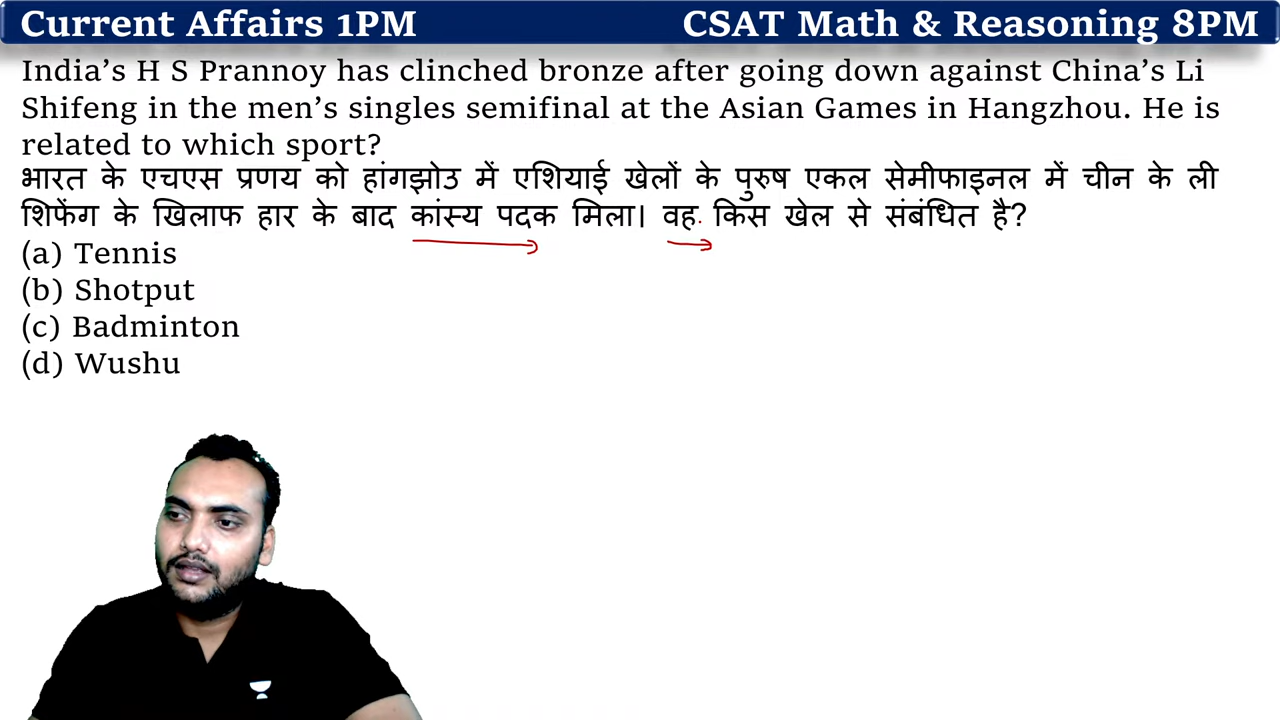 Current Affairs 1PM
CSAT Math & Reasoning 8PM
India’s H S Prannoy has clinched bronze after going down against China’s Li
Shifeng in the men’s singles semifinal at the Asian Games in Hangzhou. He is
related to which sport?
भारत के एचएस प्रणय को हांगझोउ में एशियाई खेलों के पुरुष एकल सेमीफाइनल में चीन के ली
शिफेंग के खिलाफ हार के बाद कांस्य पदक मिला। वह किस खेल से संबंधित है?
(a) Tennis
(b) Shotput
(c) Badminton
(d) Wushu